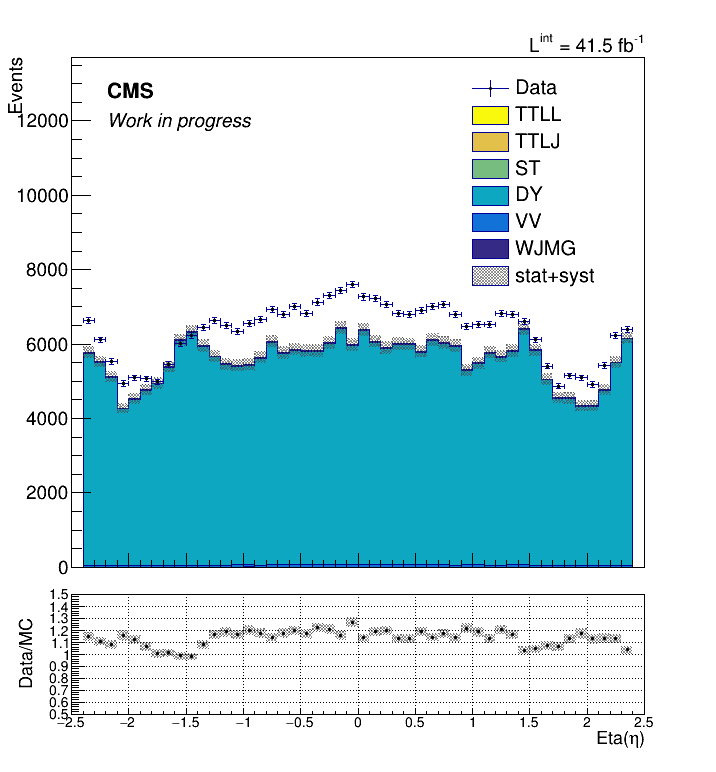 L^int = 41.5 fb^-1
Events
CMS
Work in progress
Data
TTLL
TTLJ
ST
DY
VV
WJMG
stat+syst
12000
10000
8000
6000
4000
2000
0
Data/MC
1.5
1.4
1.3
1.2
1.1
1
0.9
0.8
0.7
0.6
0.5
−2.5 −2 −1.5 −1 −0.5 0 0.5 1 1.5 2 2.5
Eta(η)